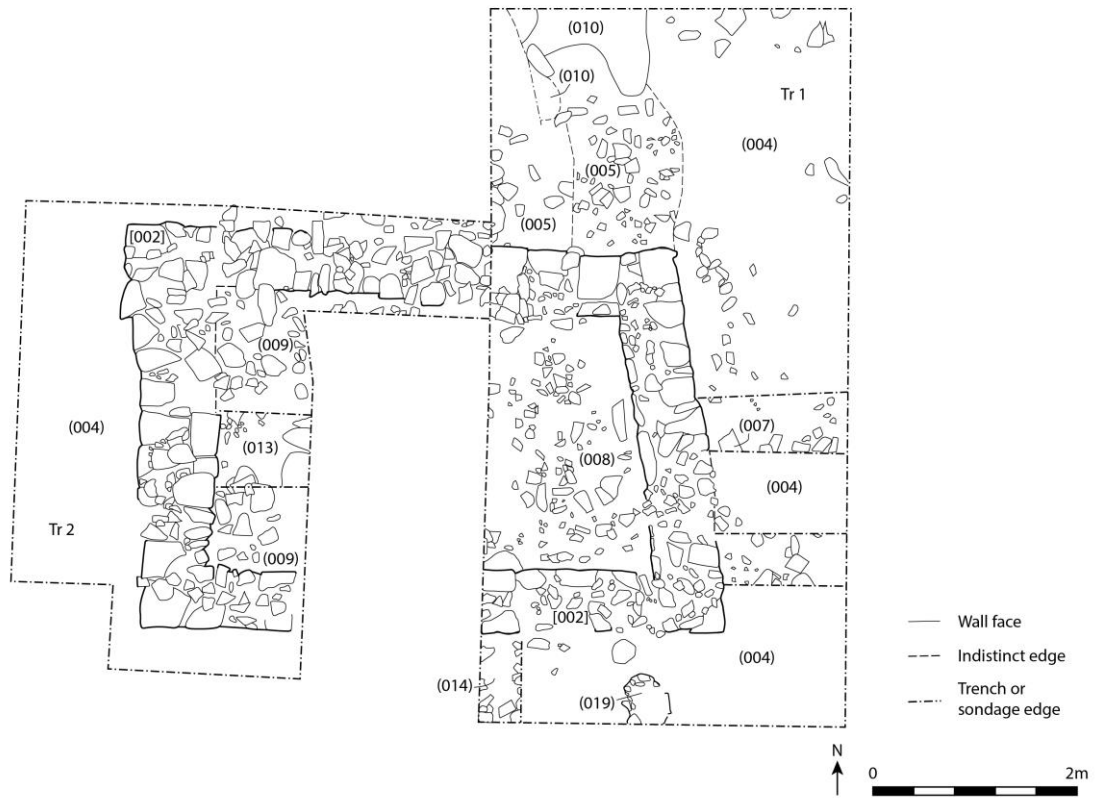 (010)
(010)
Tr 1
(004)
(005)
(005)
[002]
(009)
(004)
(013)
(007)
(008)
(004)
Tr 2
(009)
[002]
(004)
(014)
(019)
Wall face
Indistinct edge
Trench or
sondage edge
N
0
2m